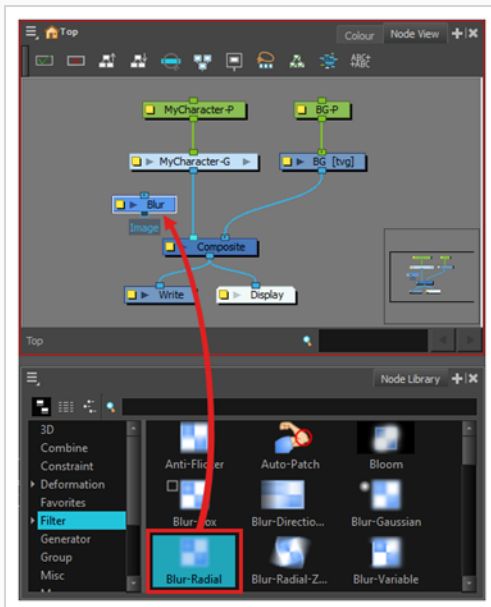 Top
Colour
Node View
ABC+
+ABC
MyCharacter-P
BG-P
MyCharacter-G
BG [tvg]
Blur
Image
Composite
Write
Display
Top
Node Library
3D
Combine
Constraint
Deformation
Favorites
Filter
Generator
Group
Misc
Anti-Flicker
Auto-Patch
Bloom
Blur-Box
Blur-Directio...
Blur-Gaussian
Blur-Radial
Blur-Radial-Z...
Blur-Variable